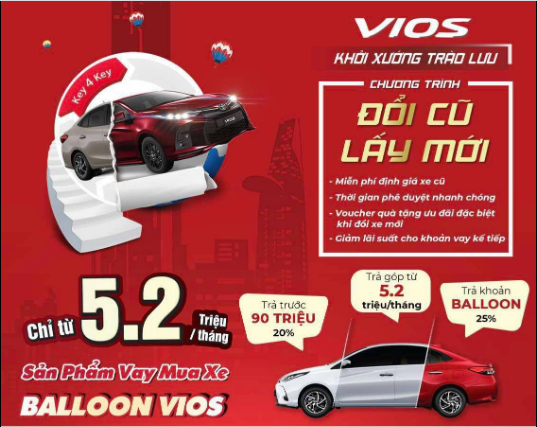 VIOS
KHỞI XƯỚNG TRÀO LƯU
CHƯƠNG TRÌNH
ĐỔI CŨ
LẤY MỚI
- Miễn phí định giá xe cũ
- Thời gian phê duyệt nhanh chóng
- Voucher quà tặng ưu đãi đặc biệt
khi đổi xe mới
- Giảm lãi suất cho khoản vay kế tiếp
Key 4 Key
Chỉ từ
5.2
Triệu
/tháng
Sản Phẩm Vay Mua Xe
BALLOON VIOS
Trả trước
90 TRIỆU
20%
Trả góp từ
5.2
triệu/tháng
Trả khoản
BALLOON
25%